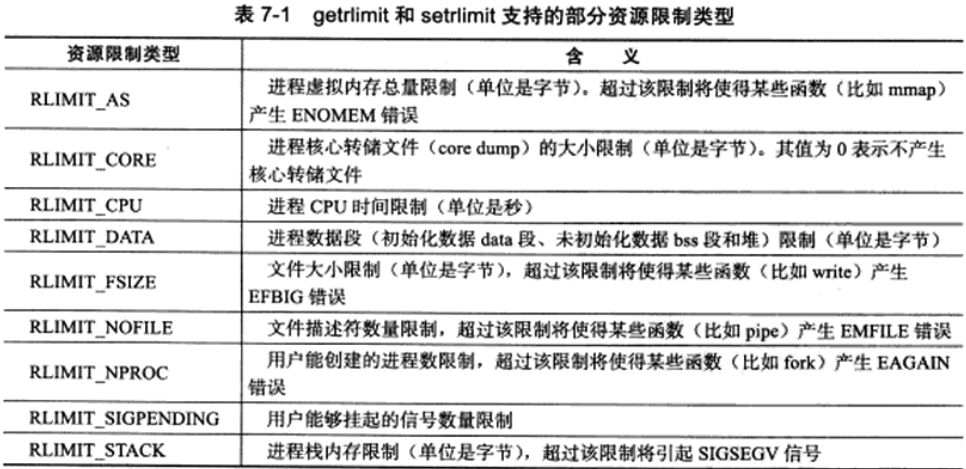 表 7-1 getrlimit 和 setrlimit 支持的部分资源限制类型
资源限制类型 含 义
RLIMIT_AS 进程虚拟内存总量限制（单位是字节）。超过该限制将使得某些函数（比如 mmap）
产生 ENOMEM 错误
RLIMIT_CORE 进程核心转储文件（core dump）的大小限制（单位是字节）。其值为 0 表示不产生
核心转储文件
RLIMIT_CPU 进程 CPU 时间限制（单位是秒）
RLIMIT_DATA 进程数据段（初始化数据 data 段、未初始化数据 bss 段和堆）限制（单位是字节）
RLIMIT_FSIZE 文件大小限制（单位是字节），超过该限制将使得某些函数（比如 write）产生
EFBIG 错误
RLIMIT_NOFILE 文件描述符数量限制，超过该限制将使得某些函数（比如 pipe）产生 EMFILE 错误
RLIMIT_NPROC 用户能创建的进程数限制，超过该限制将使得某些函数（比如 fork）产生 EAGAIN
错误
RLIMIT_SIGPENDING 用户能够挂起的信号数量限制
RLIMIT_STACK 进程栈内存限制（单位是字节），超过该限制将引起 SIGSEGV 信号